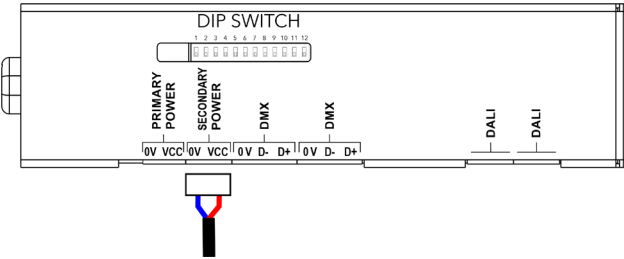 DIP SWITCH
1 2 3 4 5 6 7 8 9 10 11 12
PRIMARY
POWER
SECONDARY
POWER
DMX
DMX
DALI
DALI
0V VCC 0V VCC 0V D- D+ 0V D- D+